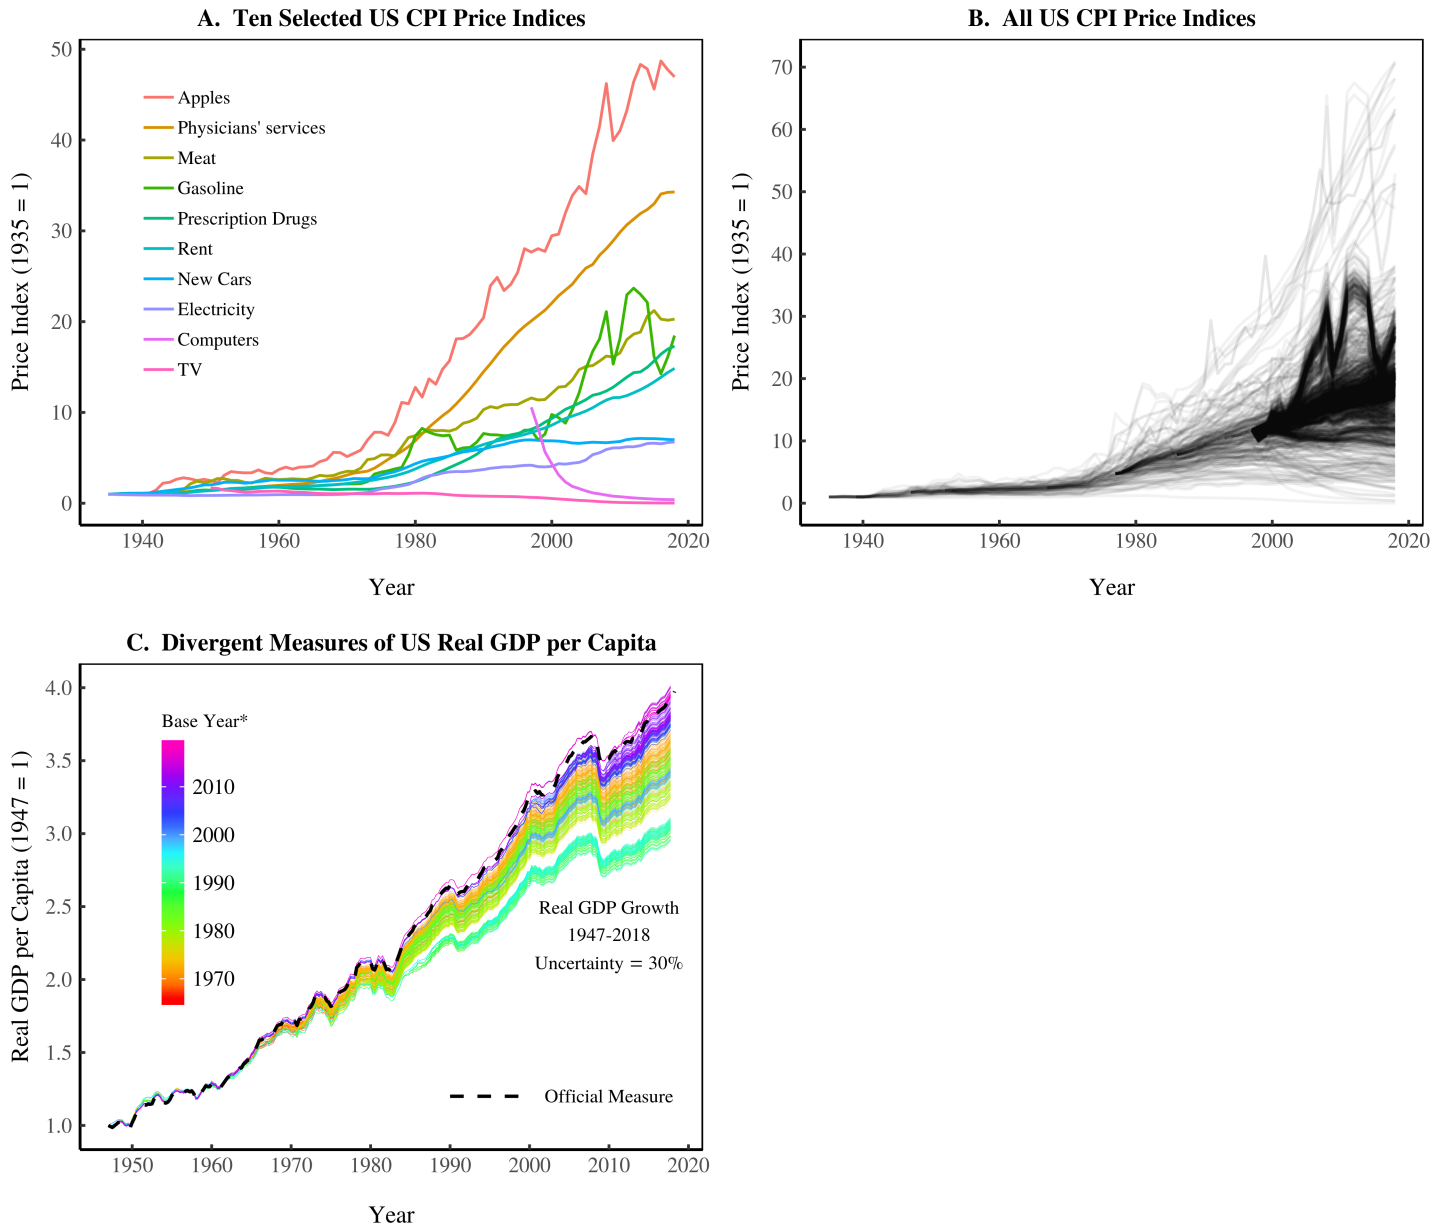 A. Ten Selected US CPI Price Indices
50
40
30
20
10
0
Price Index (1935 = 1)
Apples
Physicians' services
Meat
Gasoline
Prescription Drugs
Rent
New Cars
Electricity
Computers
TV
1940 1960 1980 2000 2020
Year
B. All US CPI Price Indices
70
60
50
40
30
20
10
0
Price Index (1935 = 1)
1940 1960 1980 2000 2020
Year
C. Divergent Measures of US Real GDP per Capita
4.0
3.5
3.0
2.5
2.0
1.5
1.0
Real GDP per Capita (1947 = 1)
Base Year*
2010
2000
1990
1980
1970
Real GDP Growth
1947-2018
Uncertainty = 30%
Official Measure
1950 1960 1970 1980 1990 2000 2010 2020
Year